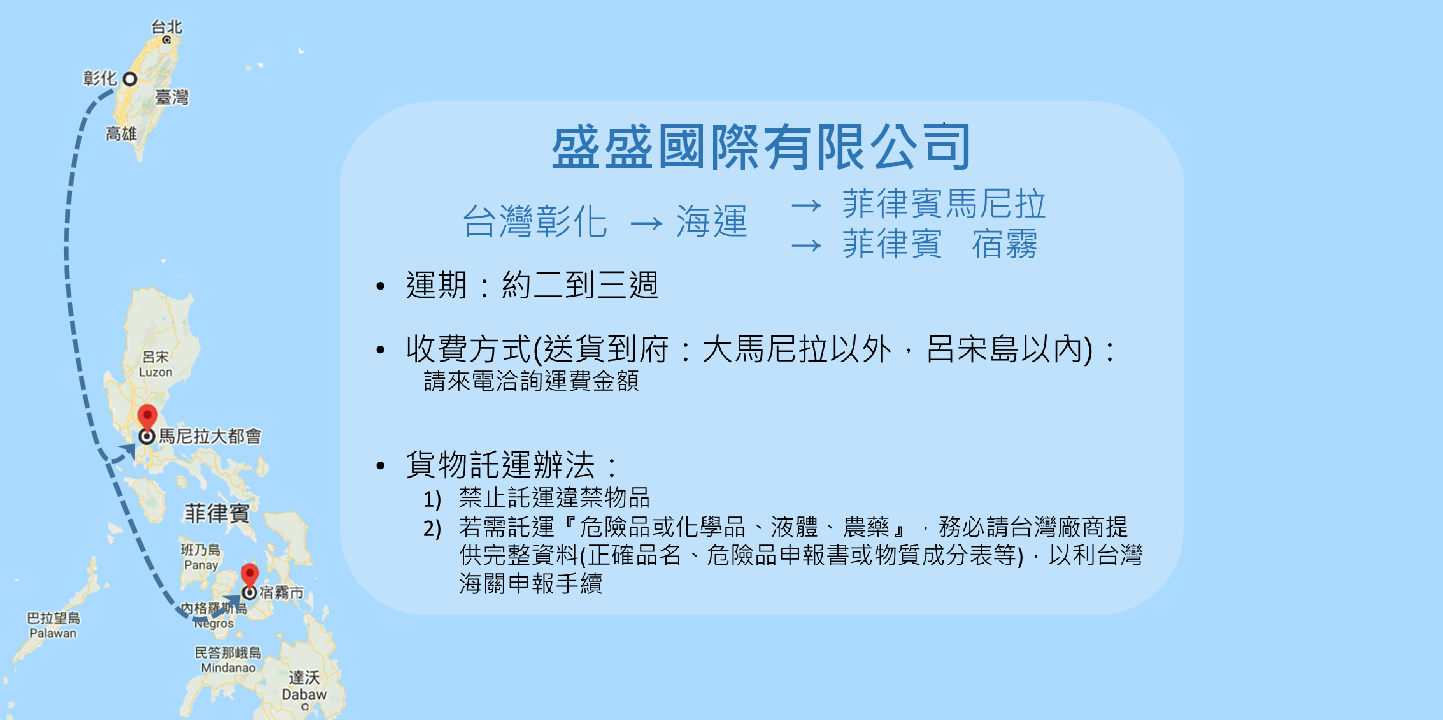 台北
彰化
臺灣
高雄
盛盛國際有限公司
台灣彰化 → 海運
→ 菲律賓馬尼拉
→ 菲律賓 宿霧
• 運期：約二到三週
• 收費方式(送貨到府：大馬尼拉以外，呂宋島以內)：
請來電洽詢運費金額
• 貨物託運辦法：
1) 禁止託運違禁物品
2) 若需託運『危險品或化學品、液體、農藥』，務必請台灣廠商提
供完整資料(正確品名、危險品申報書或物質成分表等)，以利台灣
海關申報手續
呂宋
Luzon
馬尼拉大都會
菲律賓
班乃島
Panay
宿霧市
內格羅斯島
Negros
巴拉望島
Palawan
民答那峨島
Mindanao
達沃
Dabaw